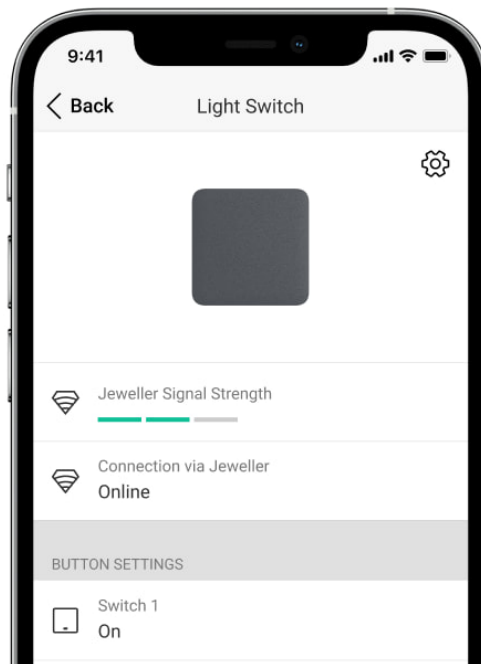 9:41
Back Light Switch
Jeweller Signal Strength
Connection via Jeweller
Online
BUTTON SETTINGS
Switch 1
On